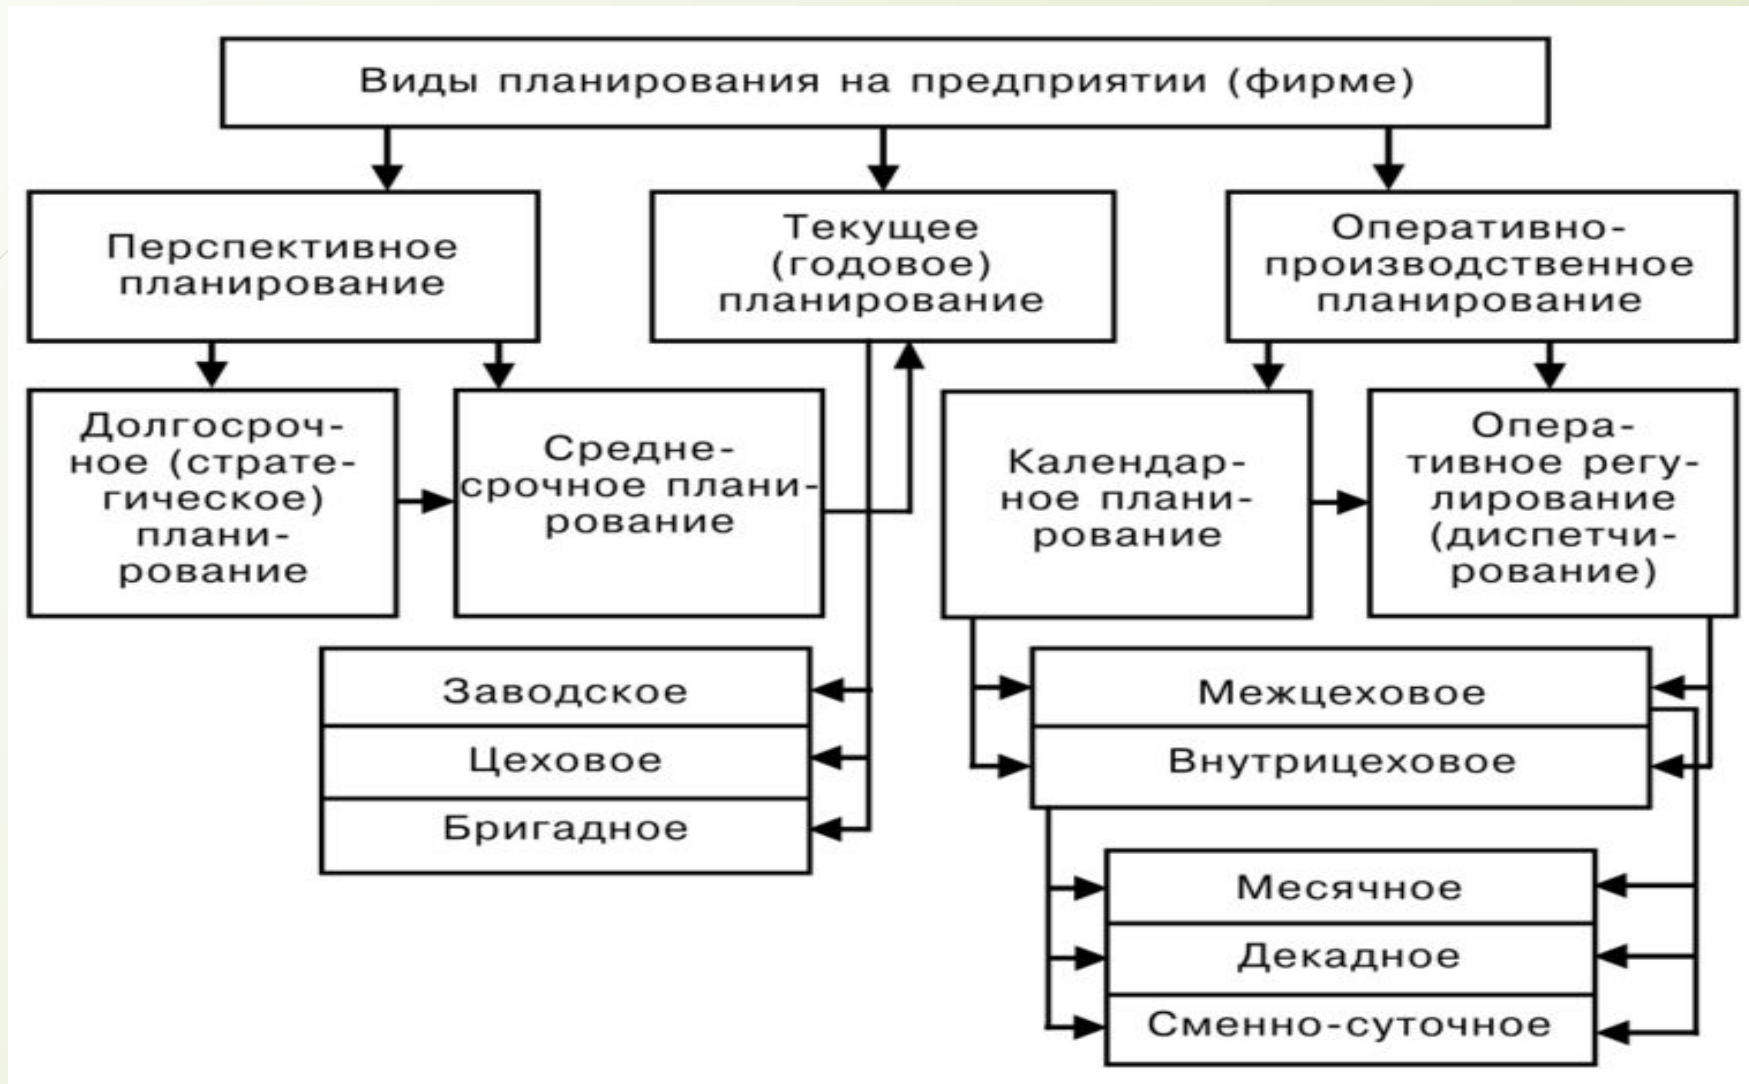 Виды планирования на предприятии (фирме)
Перспективное
планирование
Текущее
(годовое)
планирование
Оперативно-
производственное
планирование
Долгосроч-
ное (страте-
гическое)
плани-
рование
Средне-
срочное плани-
рование
Календар-
ное плани-
рование
Опера-
тивное регу-
лирование
(диспетчи-
рование)
Заводское
Цеховое
Бригадное
Межцеховое
Внутрицеховое
Месячное
Декадное
Сменно-суточное